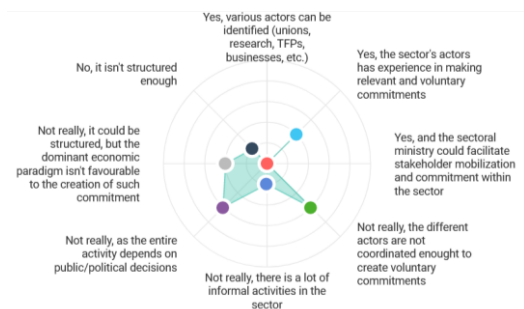 Yes, various actors can be
identified (unions,
research, TFPs,
businesses, etc.)
Yes, the sector's actors
has experience in making
relevant and voluntary
commitments
Yes, and the sectoral
ministry could facilitate
stakeholder mobilization
and commitment within
the sector
Not really, the different
actors are not
coordinated enought to
create voluntary
commitments
Not really, there is a lot of
informal activities in the
sector
Not really, as the entire
activity depends on
public/political decisions
Not really, it could be
structured, but the
dominant economic
paradigm isn't favourable
to the creation of such
commitment
No, it isn't structured
enough